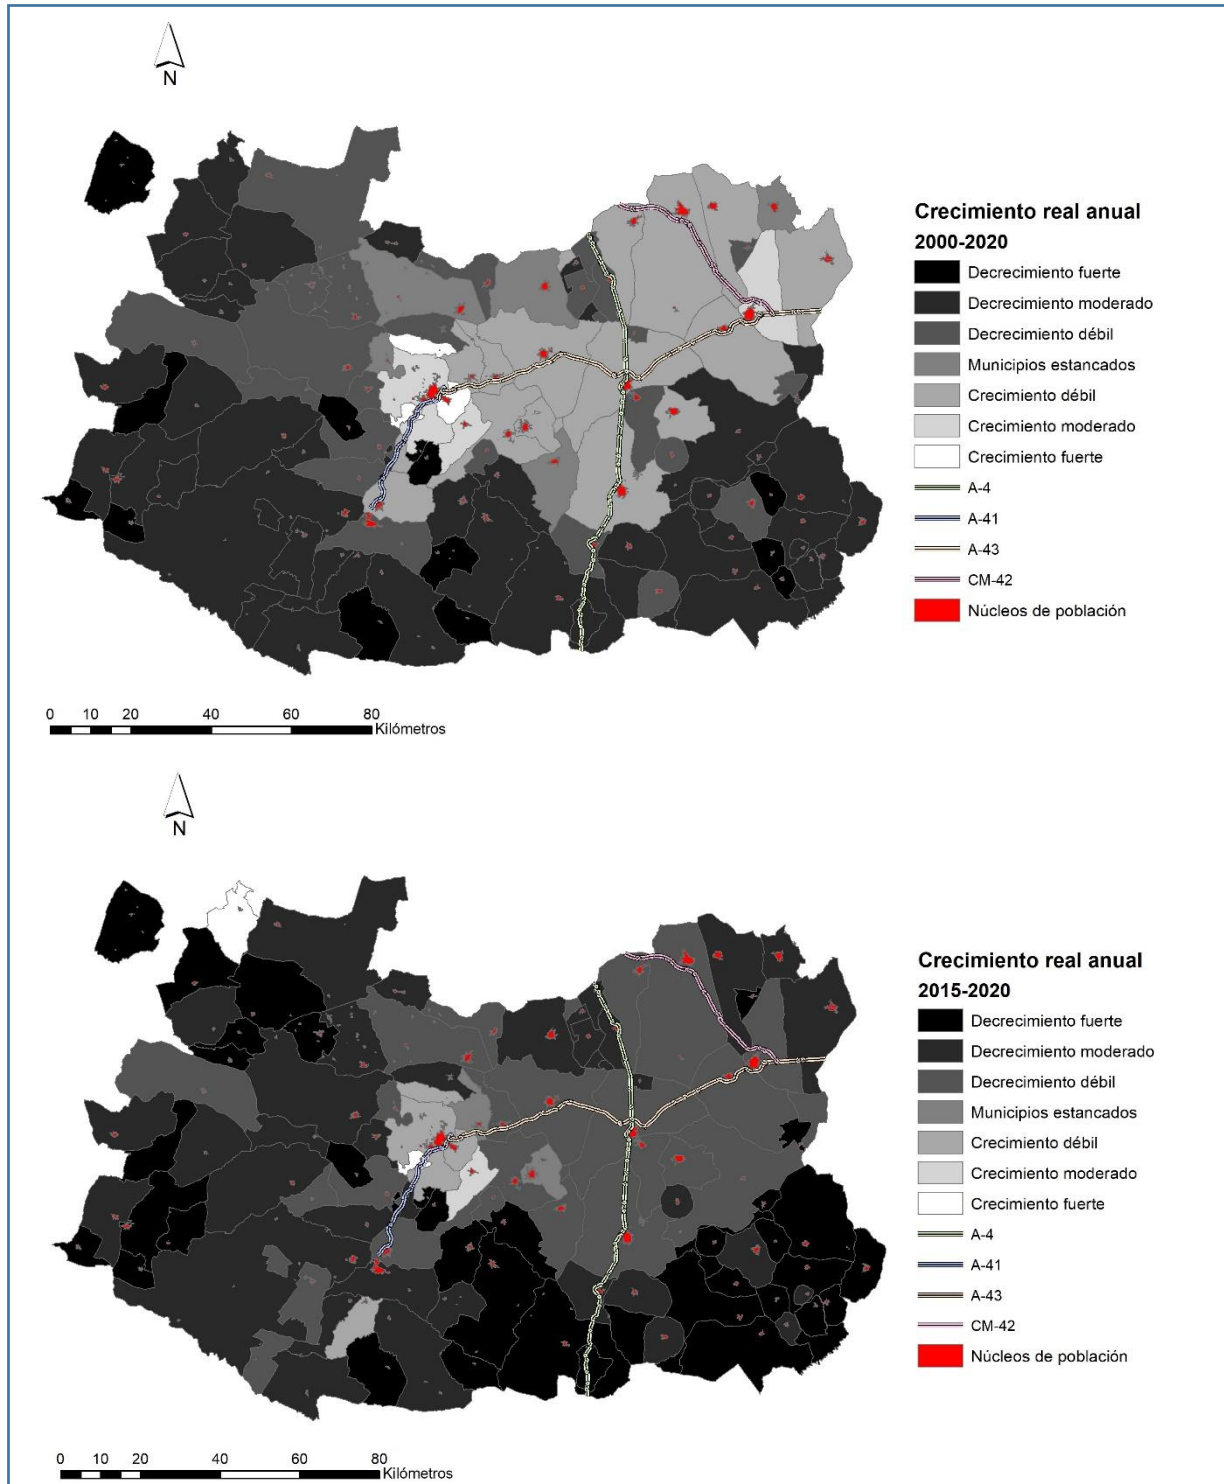 N
Crecimiento real anual
2000-2020
Decrecimiento fuerte
Decrecimiento moderado
Decrecimiento débil
Municipios estancados
Crecimiento débil
Crecimiento moderado
Crecimiento fuerte
A-4
A-41
A-43
CM-42
Núcleos de población
0 10 20 40 60 80
Kilómetros
N
Crecimiento real anual
2015-2020
Decrecimiento fuerte
Decrecimiento moderado
Decrecimiento débil
Municipios estancados
Crecimiento débil
Crecimiento moderado
Crecimiento fuerte
A-4
A-41
A-43
CM-42
Núcleos de población
0 10 20 40 60 80
Kilómetros